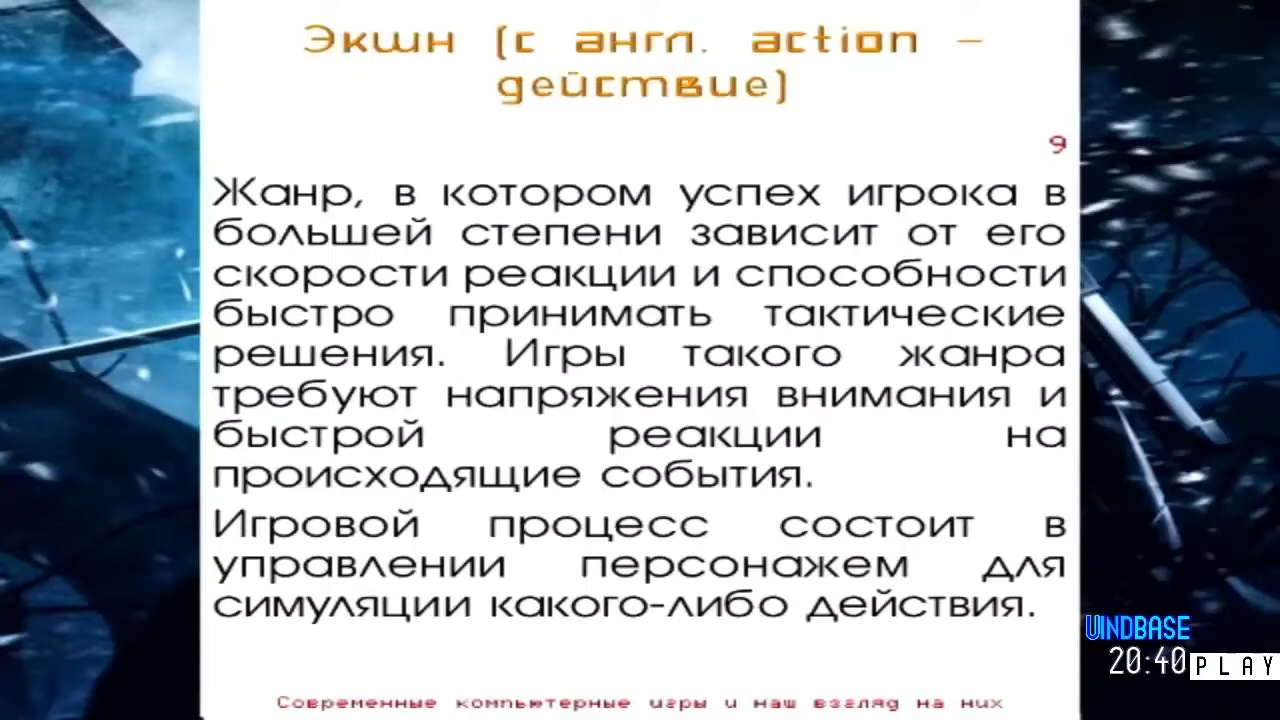 Экшн (с англ. action –
действие)
9
Жанр, в котором успех игрока в
большей степени зависит от его
скорости реакции и способности
быстро принимать тактические
решения. Игры такого жанра
требуют напряжения внимания и
быстрой реакции на
происходящие события.
Игровой процесс состоит в
управлении персонажем для
симуляции какого-либо действия.
UINDBASE
20:40 PLAY
Современные компьютерные игры и наш взгляд на них